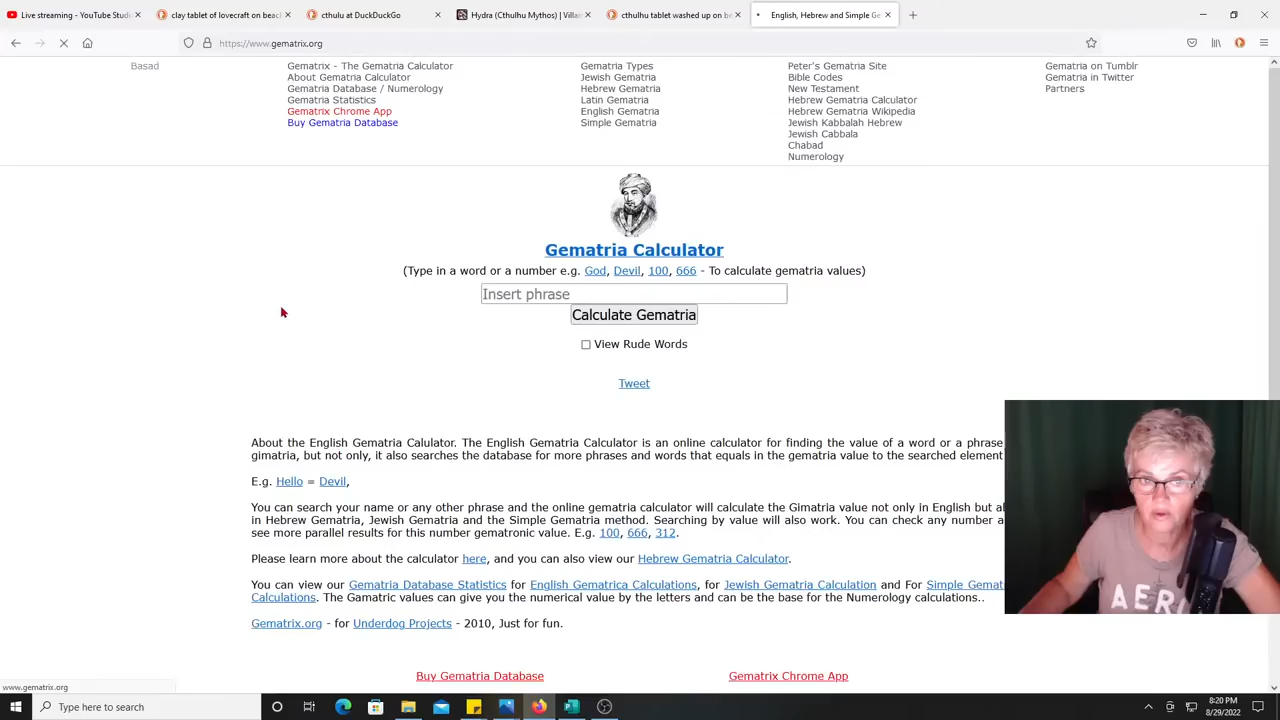 Live streaming - YouTube Studi
clay tablet of lovecraft on beac
cthulu at DuckDuckGo
Hydra (Cthulhu Mythos) | Villai
cthulhu tablet washed up on be
English, Hebrew and Simple Ge
https://www.gematrix.org
Basad
Gematrix - The Gematria Calculator
About Gematria Calculator
Gematria Database / Numerology
Gematria Statistics
Gematrix Chrome App
Buy Gematria Database
Gematria Types
Jewish Gematria
Hebrew Gematria
Latin Gematria
English Gematria
Simple Gematria
Peter's Gematria Site
Bible Codes
New Testament
Hebrew Gematria Calculator
Hebrew Gematria Wikipedia
Jewish Kabbalah Hebrew
Jewish Cabbala
Chabad
Numerology
Gematria on Tumblr
Gematria in Twitter
Partners
Gematria Calculator
(Type in a word or a number e.g. God, Devil, 100, 666 - To calculate gematria values)
Insert phrase
Calculate Gematria
View Rude Words
Tweet
About the English Gematria Calulator. The English Gematria Calculator is an online calculator for finding the value of a word or a phrase
gimatria, but not only, it also searches the database for more phrases and words that equals in the gematria value to the searched element
E.g. Hello = Devil,
You can search your name or any other phrase and the online gematria calculator will calculate the Gimatria value not only in English but al
in Hebrew Gematria, Jewish Gematria and the Simple Gematria method. Searching by value will also work. You can check any number a
see more parallel results for this number gematronic value. E.g. 100, 666, 312.
Please learn more about the calculator here, and you can also view our Hebrew Gematria Calculator.
You can view our Gematria Database Statistics for English Gematrica Calculations, for Jewish Gematria Calculation and For Simple Gemat
Calculations. The Gamatric values can give you the numerical value by the letters and can be the base for the Numerology calculations..
Gematrix.org - for Underdog Projects - 2010, Just for fun.
Buy Gematria Database
Gematrix Chrome App
AERO
www.gematrix.org
Type here to search
8:20 PM
8/29/2022